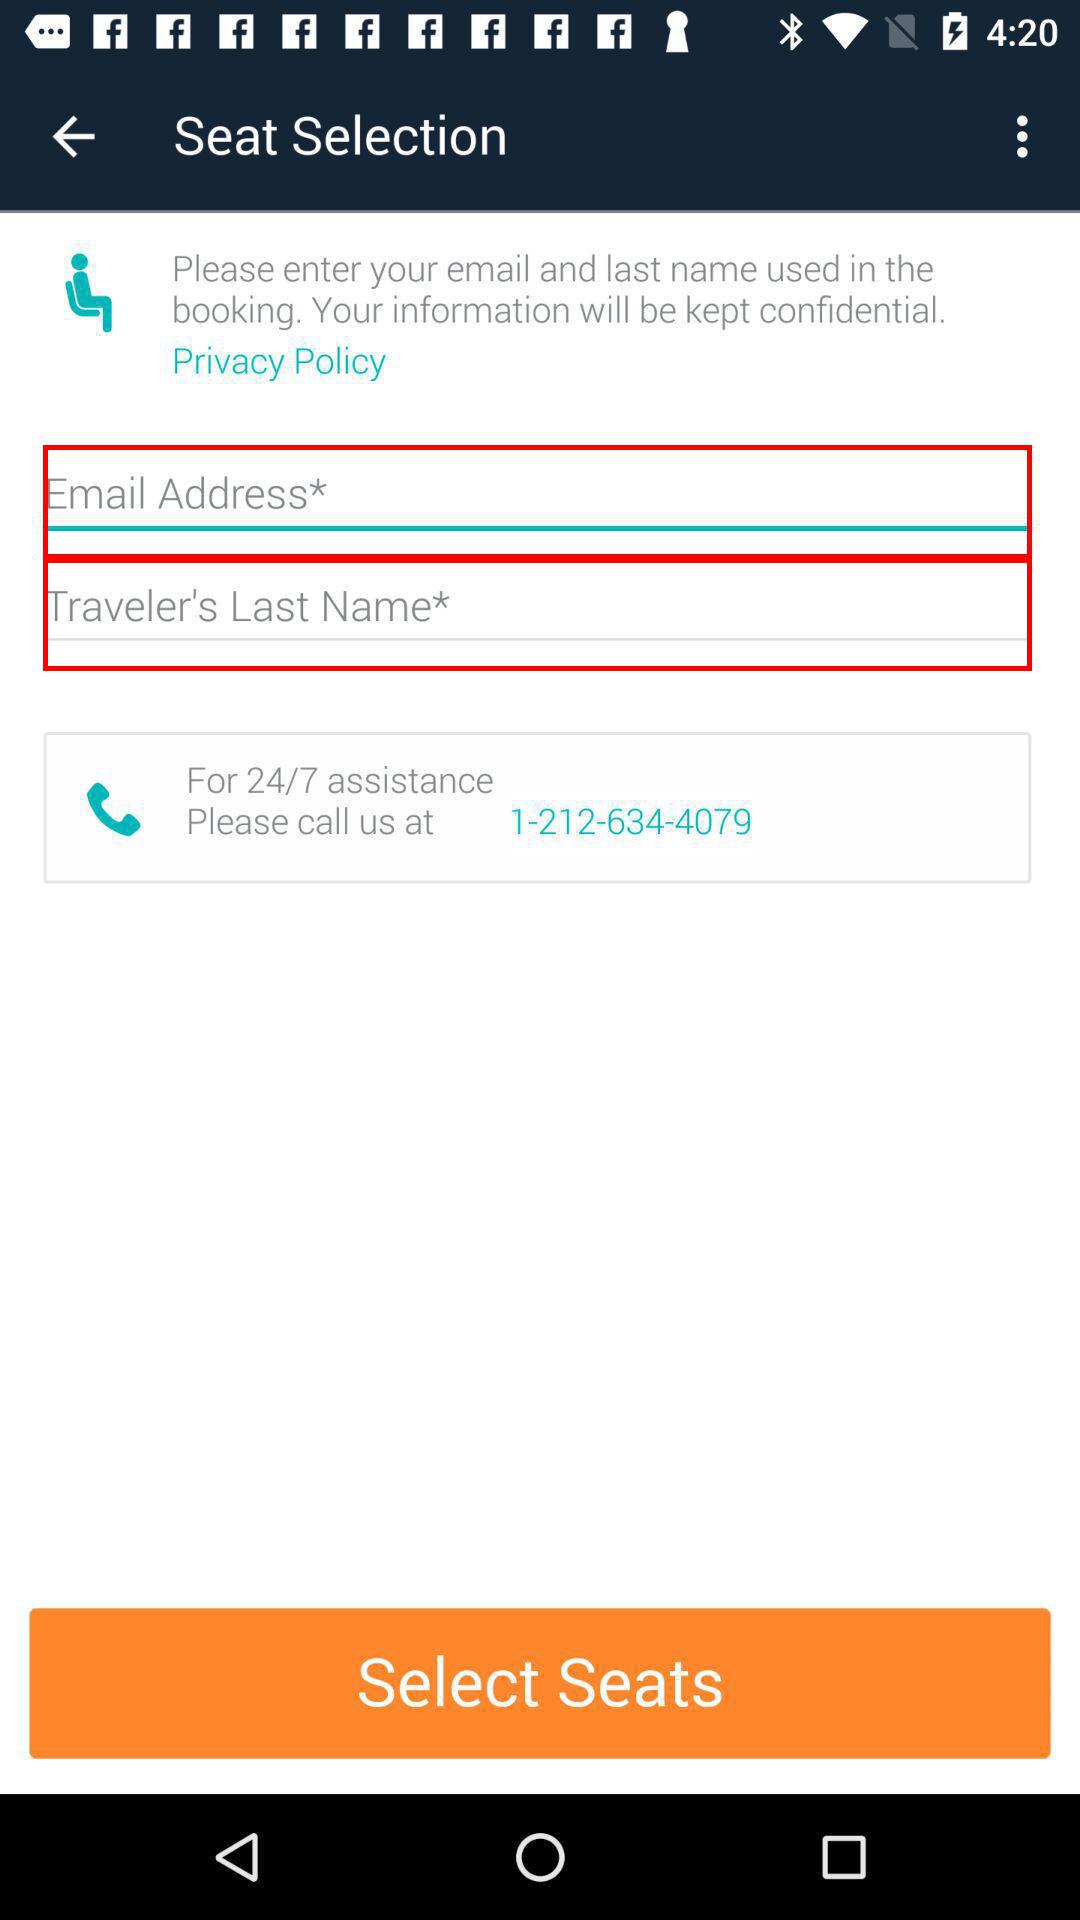 4:20
Seat Selection
Please enter your email and last name used in the
booking. Your information will be kept confidential.
Privacy Policy
Email Address*
Traveler's Last Name*
For 24/7 assistance
Please call us at 1-212-634-4079
Select Seats